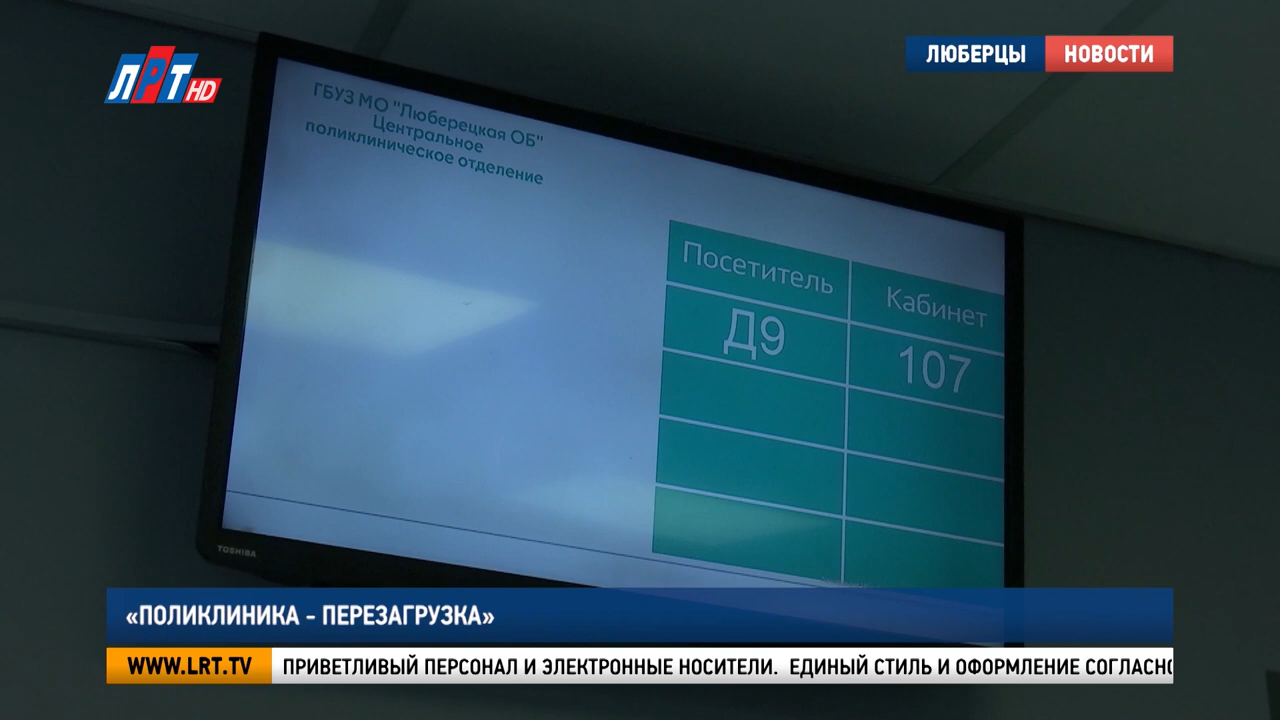 ЛРТ HD
ЛЮБЕРЦЫ НОВОСТИ
ГБУЗ МО "Люберецкая ОБ"
Центральное
поликлиническое отделение
Посетитель Кабинет
Д9 107
TOSHIBA
«ПОЛИКЛИНИКА - ПЕРЕЗАГРУЗКА»
WWW.LRT.TV ПРИВЕТЛИВЫЙ ПЕРСОНАЛ И ЭЛЕКТРОННЫЕ НОСИТЕЛИ. ЕДИНЫЙ СТИЛЬ И ОФОРМЛЕНИЕ СОГЛАСНО